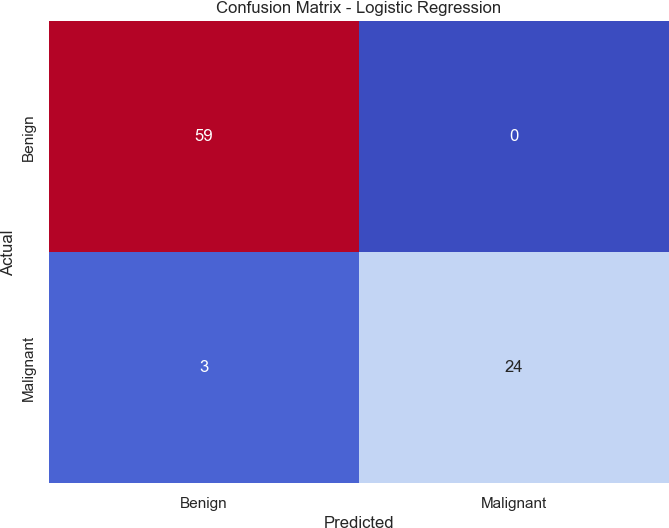 Confusion Matrix - Logistic Regression
Actual
Benign
59
0
Malignant
3
24
Benign
Malignant
Predicted